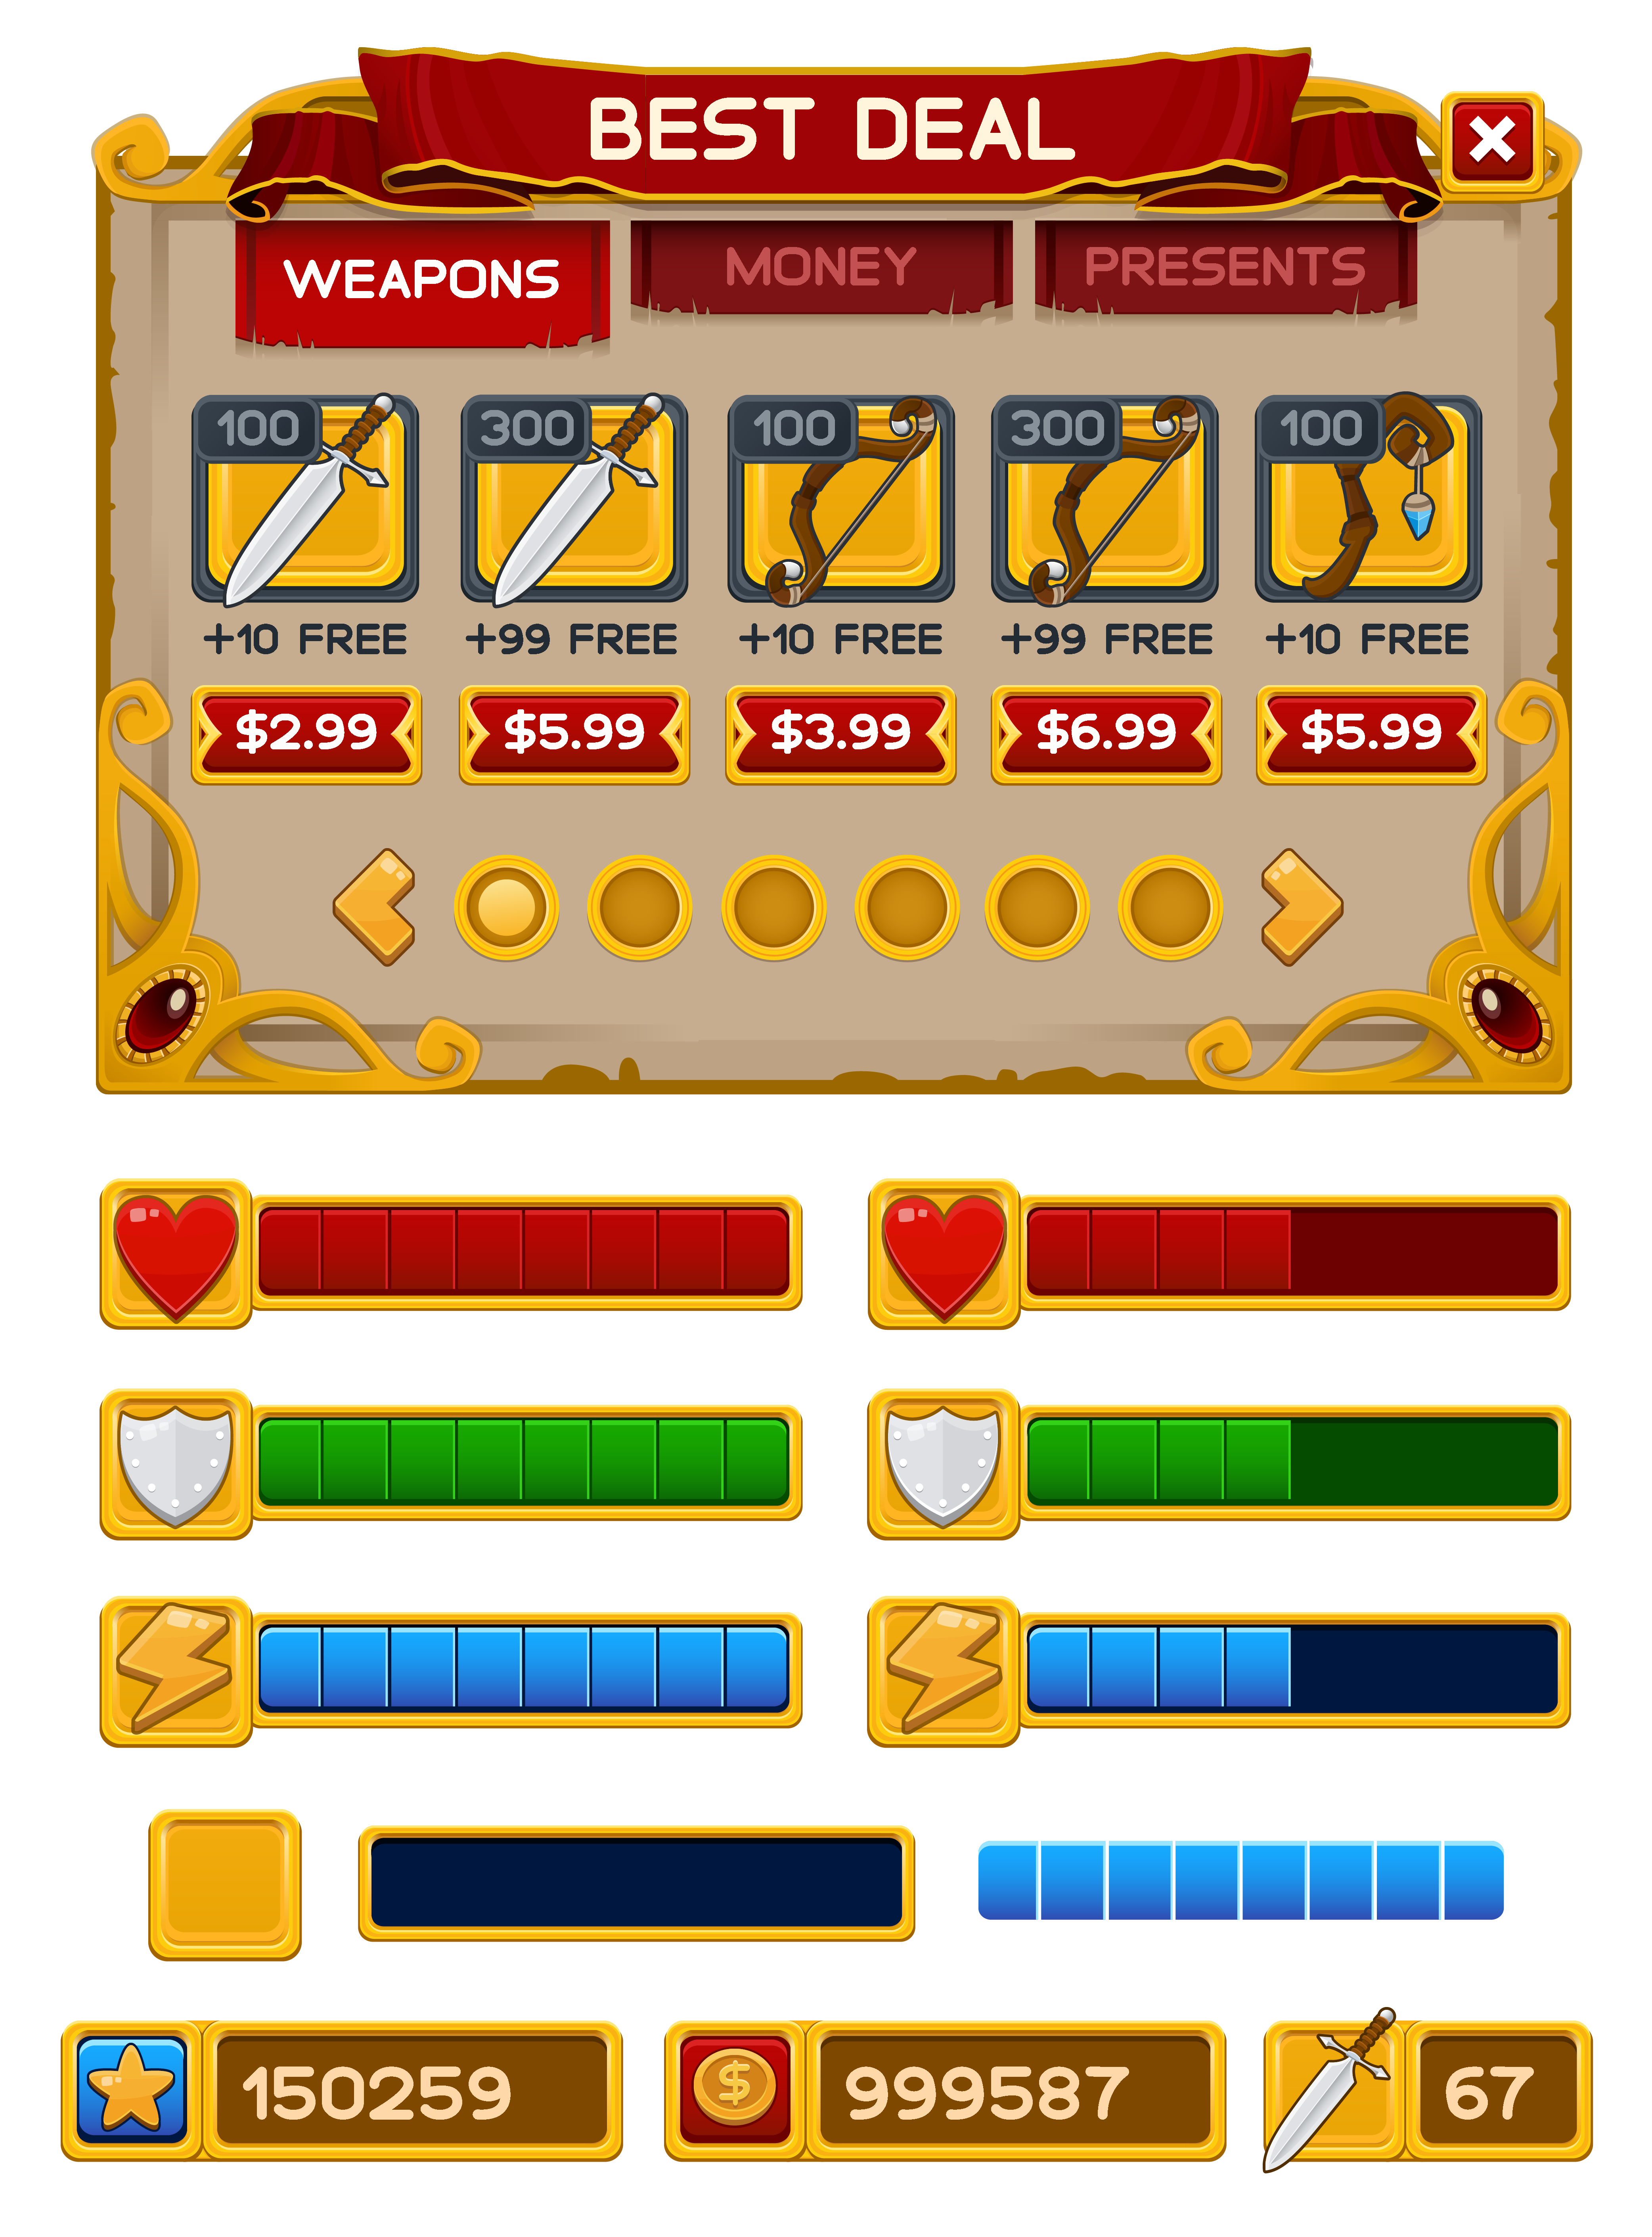 BEST DEAL
WEAPONS MONEY PRESENTS
100 300 100 300 100
+10 FREE +99 FREE +10 FREE +99 FREE +10 FREE
$2.99 $5.99 $3.99 $6.99 $5.99
150259 $ 999587 67